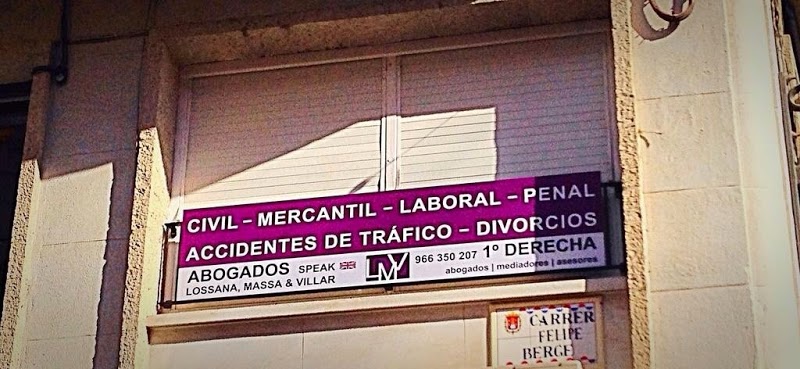 CIVIL – MERCANTIL – LABORAL – PENAL
ACCIDENTES DE TRÁFICO – DIVORCIOS
ABOGADOS SPEAK
LOSSANA, MASSA & VILLAR
LMV
966 350 207 1º DERECHA
abogados | mediadores | asesores
CARRER
FELIPE
BERGÉ